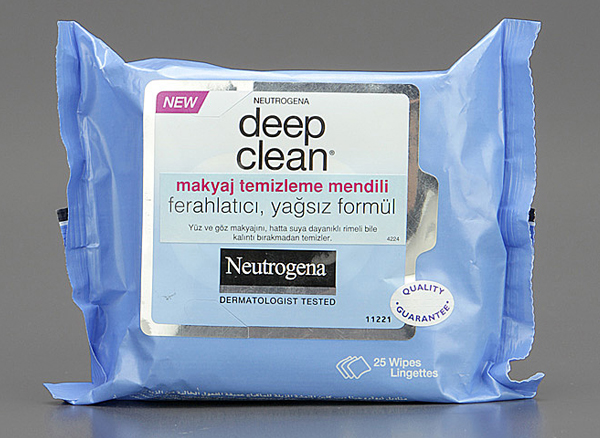 NEW
NEUTROGENA
deep
clean®
makyaj temizleme mendili
ferahlatıcı, yağsız formül
Yüz ve göz makyajını, hatta suya dayanıklı rimeli bile
kalıntı bırakmadan temizler.
4224
Neutrogena
DERMATOLOGIST TESTED
11221
QUALITY
GUARANTEE
25 Wipes
Lingettes